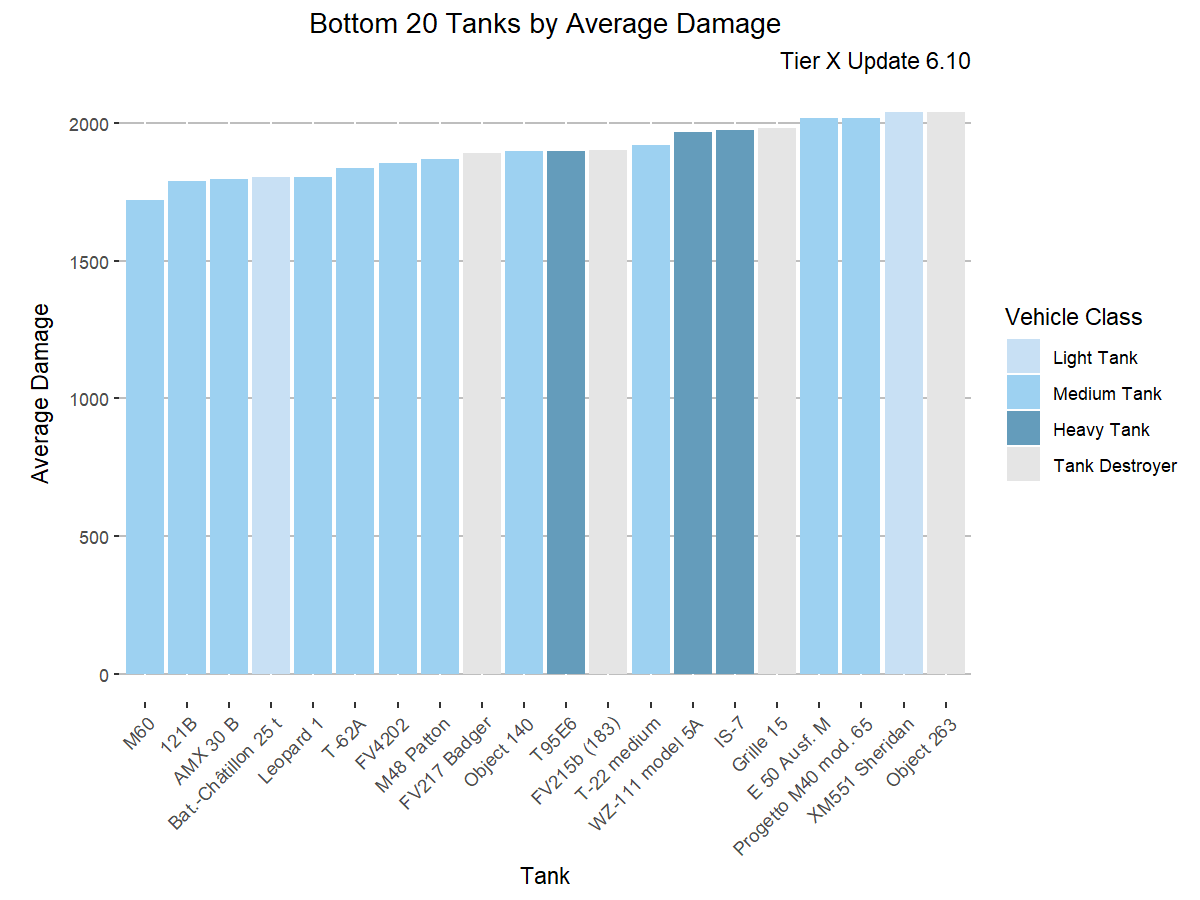 Bottom 20 Tanks by Average Damage
Tier X Update 6.10
Average Damage
2000
1500
1000
500
0
M60
121B
AMX 30 B
Bat.-Châtillon 25 t
Leopard 1
T-62A
FV4202
M48 Patton
FV217 Badger
Object 140
T95E6
FV215b (183)
T-22 medium
WZ-111 model 5A
IS-7
Grille 15
E 50 Ausf. M
Progetto M40 mod. 65
XM551 Sheridan
Object 263
Tank
Vehicle Class
Light Tank
Medium Tank
Heavy Tank
Tank Destroyer